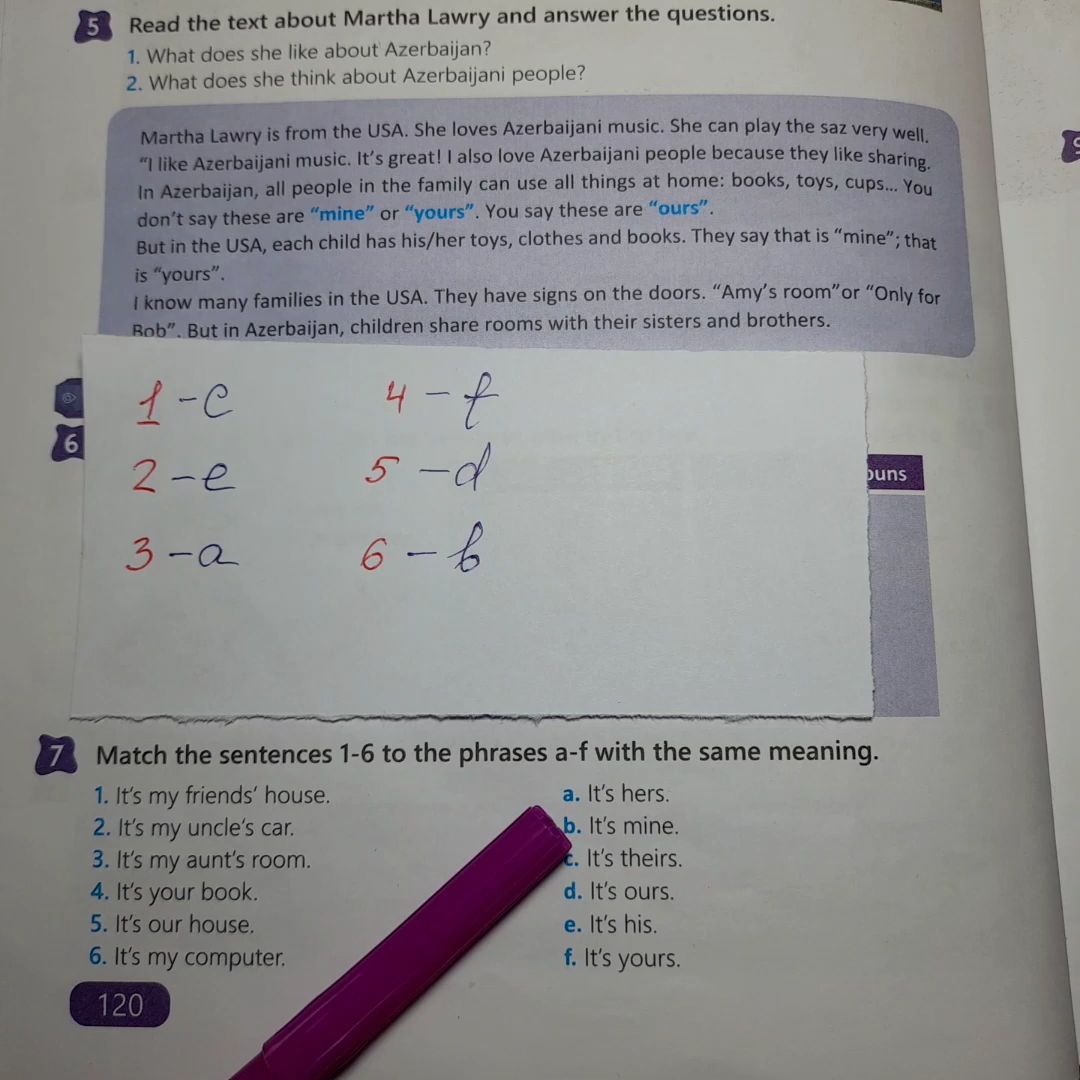 5 Read the text about Martha Lawry and answer the questions.
1. What does she like about Azerbaijan?
2. What does she think about Azerbaijani people?
Martha Lawry is from the USA. She loves Azerbaijani music. She can play the saz very well.
“I like Azerbaijani music. It’s great! I also love Azerbaijani people because they like sharing.
In Azerbaijan, all people in the family can use all things at home: books, toys, cups... You
don’t say these are “mine” or “yours”. You say these are “ours”.
But in the USA, each child has his/her toys, clothes and books. They say that is “mine”; that
is “yours”.
I know many families in the USA. They have signs on the doors. “Amy’s room”or “Only for
Bob”. But in Azerbaijan, children share rooms with their sisters and brothers.
1 - c 4 - f
6
2 - e 5 - d
3 - a 6 - b
7 Match the sentences 1-6 to the phrases a-f with the same meaning.
1. It’s my friends’ house. a. It’s hers.
2. It’s my uncle’s car. b. It’s mine.
3. It’s my aunt’s room. c. It’s theirs.
4. It’s your book. d. It’s ours.
5. It’s our house. e. It’s his.
6. It’s my computer. f. It’s yours.
120